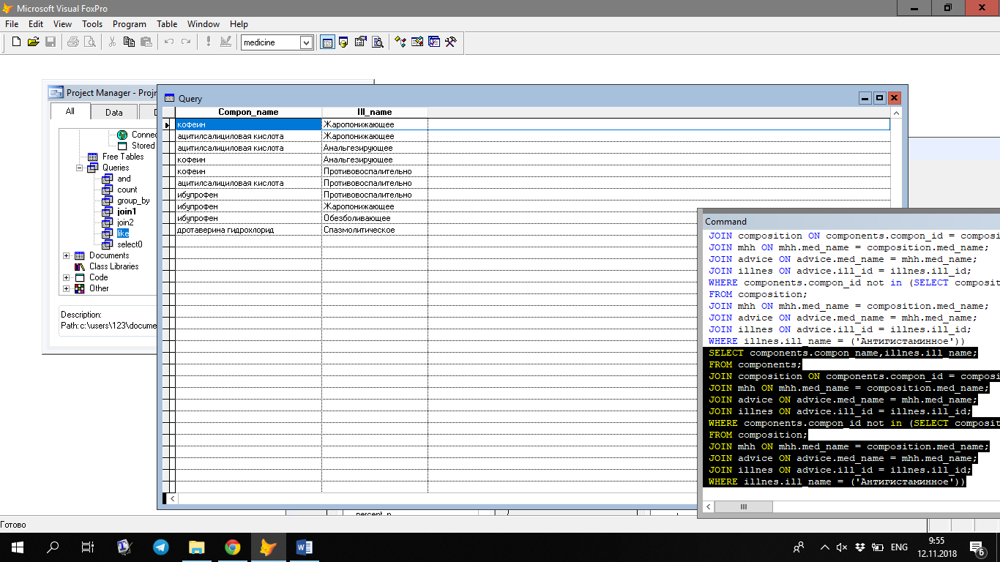 Microsoft Visual FoxPro
File Edit View Tools Program Table Window Help
medicine
Project Manager - Proj
All Data D
Connec
Stored
Free Tables
Queries
and
count
group_by
join1
join2
like
select0
Documents
Class Libraries
Code
Other
Description:
Path: c:\users\123\docume
Query
Compon_name Ill_name
кофеин Жаропонижающее
ацитилсалициловая кислота Жаропонижающее
ацитилсалициловая кислота Анальгезирующее
кофеин Анальгезирующее
кофеин Противовоспалительно
ацитилсалициловая кислота Противовоспалительно
ибупрофен Противовоспалительно
ибупрофен Жаропонижающее
ибупрофен Обезболивающее
дротаверина гидрохлорид Спазмолитическое
Command
JOIN composition ON components.compon_id = composi
JOIN mhh ON mhh.med_name = composition.med_name;
JOIN advice ON advice.med_name = mhh.med_name;
JOIN illnes ON advice.ill_id = illnes.ill_id;
WHERE components.compon_id not in (SELECT composit
FROM composition;
JOIN mhh ON mhh.med_name = composition.med_name;
JOIN advice ON advice.med_name = mhh.med_name;
JOIN illnes ON advice.ill_id = illnes.ill_id;
WHERE illnes.ill_name = ('Антигистаминное'))
SELECT components.compon_name,illnes.ill_name;
FROM components;
JOIN composition ON components.compon_id = composi
JOIN mhh ON mhh.med_name = composition.med_name;
JOIN advice ON advice.med_name = mhh.med_name;
JOIN illnes ON advice.ill_id = illnes.ill_id;
WHERE components.compon_id not in (SELECT composit
FROM composition;
JOIN mhh ON mhh.med_name = composition.med_name;
JOIN advice ON advice.med_name = mhh.med_name;
JOIN illnes ON advice.ill_id = illnes.ill_id;
WHERE illnes.ill_name = ('Антигистаминное'))
percent_n
Готово
ENG
9:55
12.11.2018
6